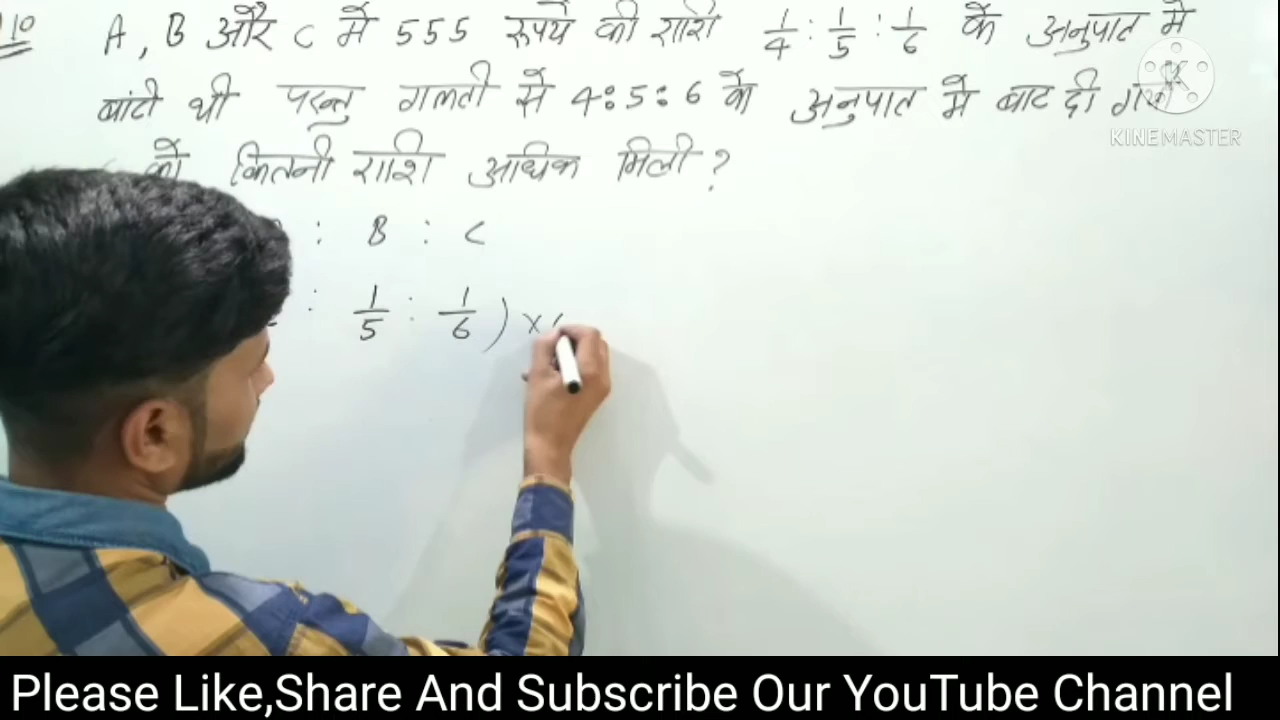 10 A, B और C में 555 रुपये की राशि 1/4 : 1/5 : 1/6 के अनुपात में
बांटी थी परन्तु गलती से 4:5:6 के अनुपात में बाट दी
को कितनी राशि अधिक मिली ?
: B : C
: 1/5 : 1/6 ) ×
KINEMASTER
Please Like,Share And Subscribe Our YouTube Channel